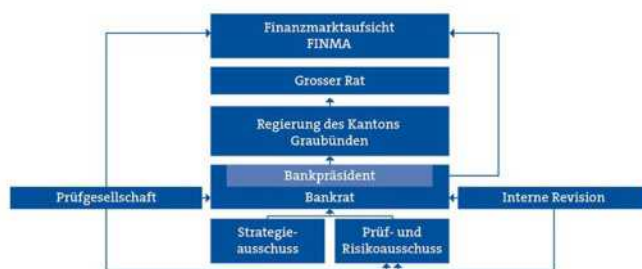 Finanzmarktaufsicht
FINMA
Grosser Rat
Regierung des Kantons
Graubünden
Bankpräsident
Prüfgesellschaft
Bankrat
Interne Revision
Strategie-
ausschuss
Prüf- und
Risikoausschuss